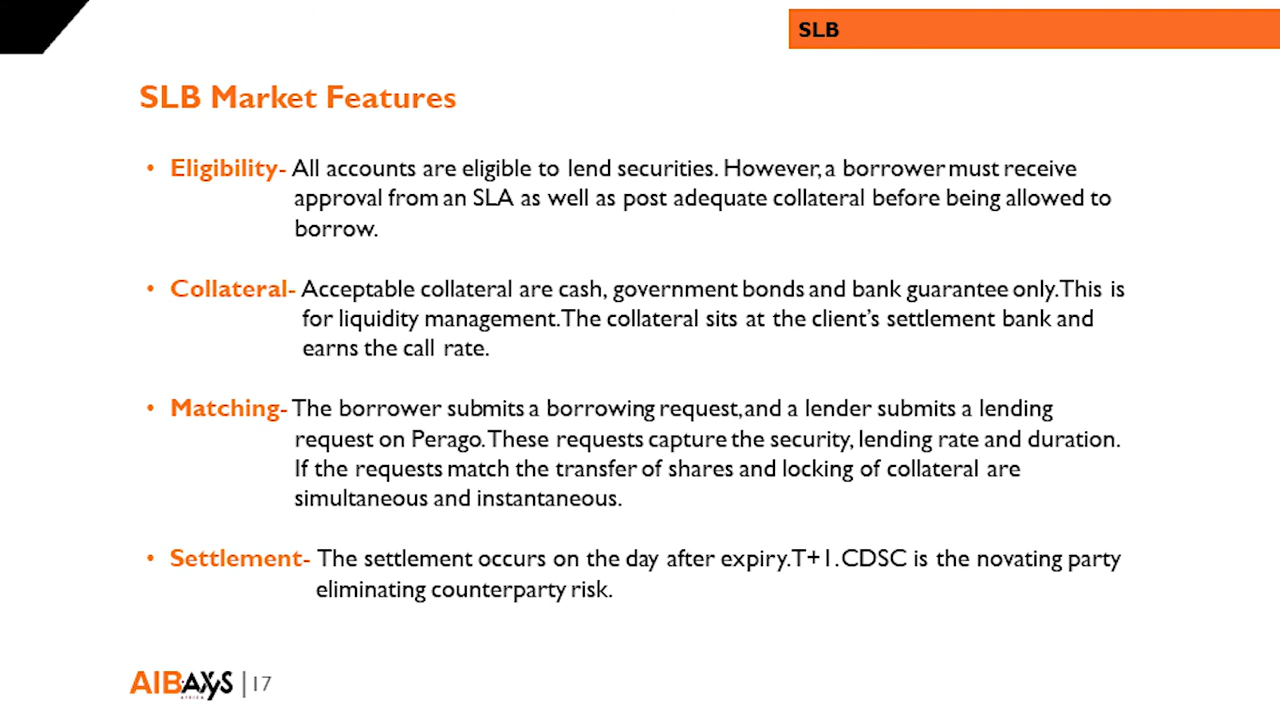 SLB
SLB Market Features
• Eligibility- All accounts are eligible to lend securities. However, a borrower must receive
approval from an SLA as well as post adequate collateral before being allowed to
borrow.
• Collateral- Acceptable collateral are cash, government bonds and bank guarantee only. This is
for liquidity management. The collateral sits at the client's settlement bank and
earns the call rate.
• Matching- The borrower submits a borrowing request, and a lender submits a lending
request on Perago. These requests capture the security, lending rate and duration.
If the requests match the transfer of shares and locking of collateral are
simultaneous and instantaneous.
• Settlement- The settlement occurs on the day after expiry. T+1. CDSC is the novating party
eliminating counterparty risk.
AIBAXYS
AFRICA
17